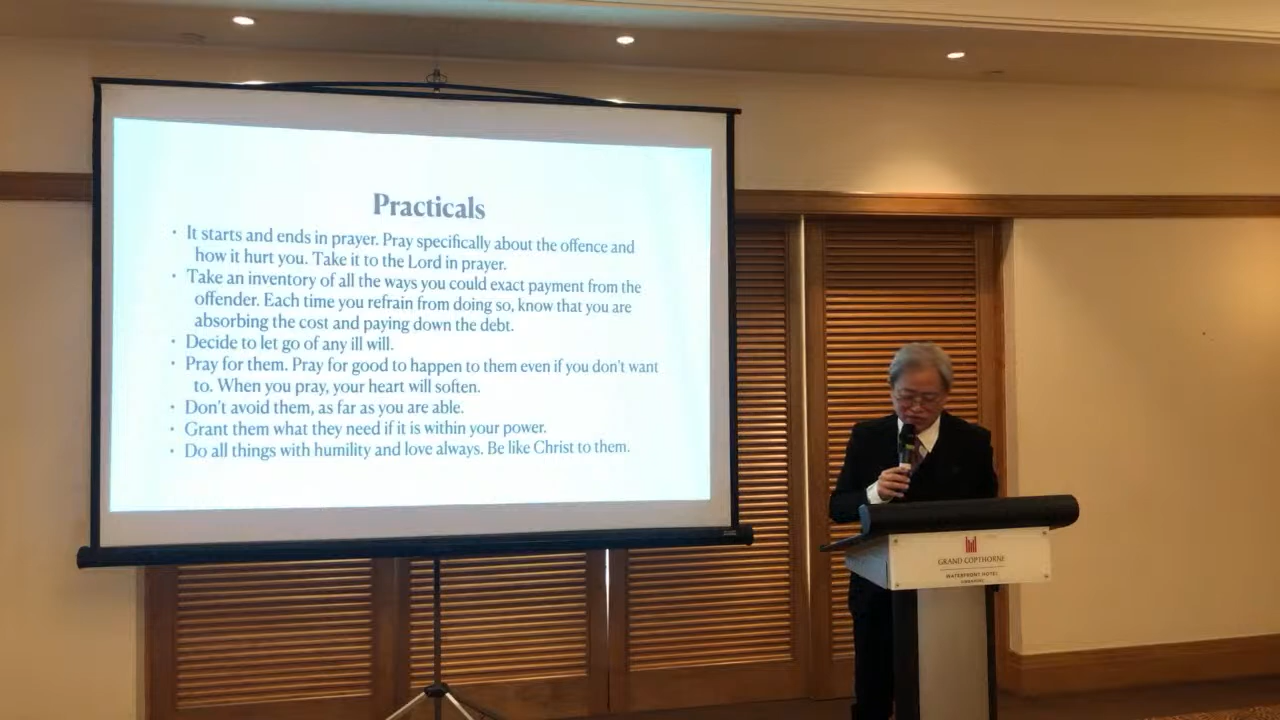 Practicals
• It starts and ends in prayer. Pray specifically about the offence and
how it hurt you. Take it to the Lord in prayer.
• Take an inventory of all the ways you could exact payment from the
offender. Each time you refrain from doing so, know that you are
absorbing the cost and paying down the debt.
• Decide to let go of any ill will.
• Pray for them. Pray for good to happen to them even if you don't want
to. When you pray, your heart will soften.
• Don't avoid them, as far as you are able.
• Grant them what they need if it is within your power.
• Do all things with humility and love always. Be like Christ to them.
GRAND COPTHORNE
WATERFRONT HOTEL